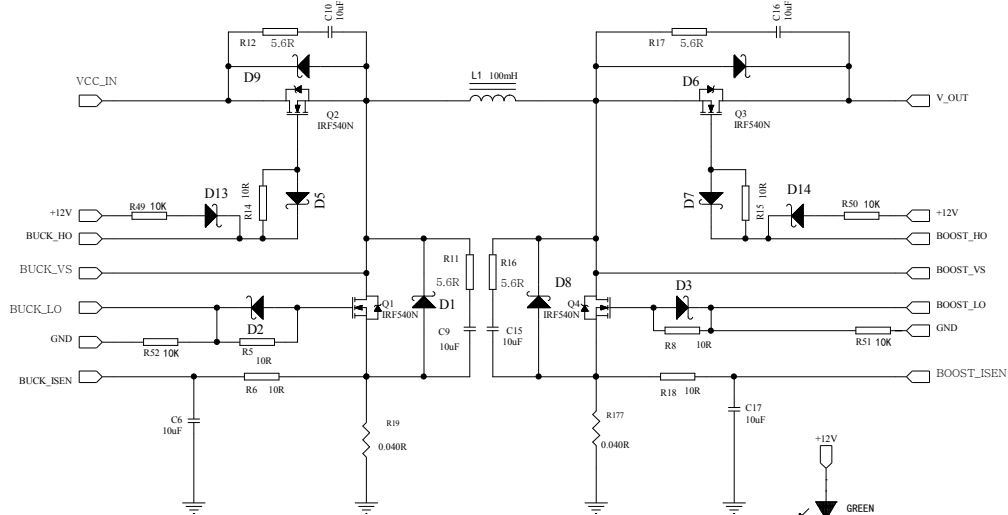 C10
10uF
C16
10uF
R12
5.6R
R17
5.6R
D9
D6
VCC_IN
L1 100mH
V_OUT
Q2
IRF540N
Q3
IRF540N
D13
R14 10R
D5
D7
R15 10R
D14
R49 10K
R50 10K
+12V
+12V
BUCK_HO
BOOST_HO
BUCK_VS
BOOST_VS
R11
5.6R
R16
5.6R
D8
D3
BUCK_LO
Q1
IRF540N
D1
Q4
IRF540N
BOOST_LO
D2
C9
10uF
C15
10uF
GND
GND
R52 10K
R5
10R
R8 10R
R51 10K
BUCK_ISEN
BOOST_ISEN
R6 10R
R18 10R
C6
10uF
R19
0.040R
R177
0.040R
C17
10uF
+12V
GREEN